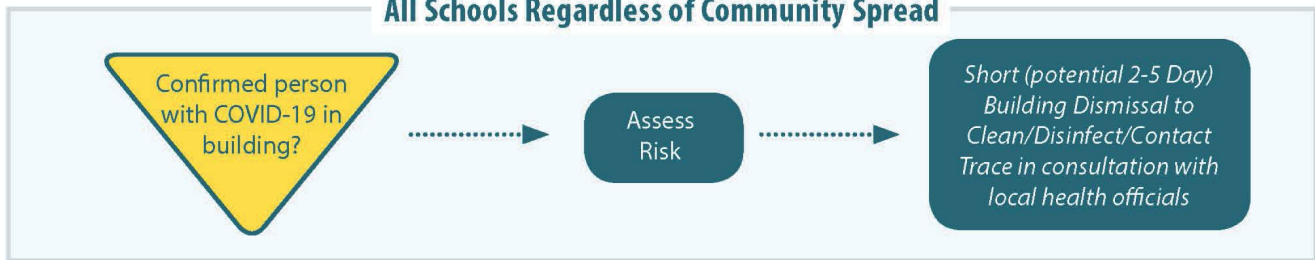 All Schools Regardless of Community Spread
Confirmed person
with COVID-19 in
building?
Assess
Risk
Short (potential 2-5 Day)
Building Dismissal to
Clean/Disinfect/Contact
Trace in consultation with
local health officials